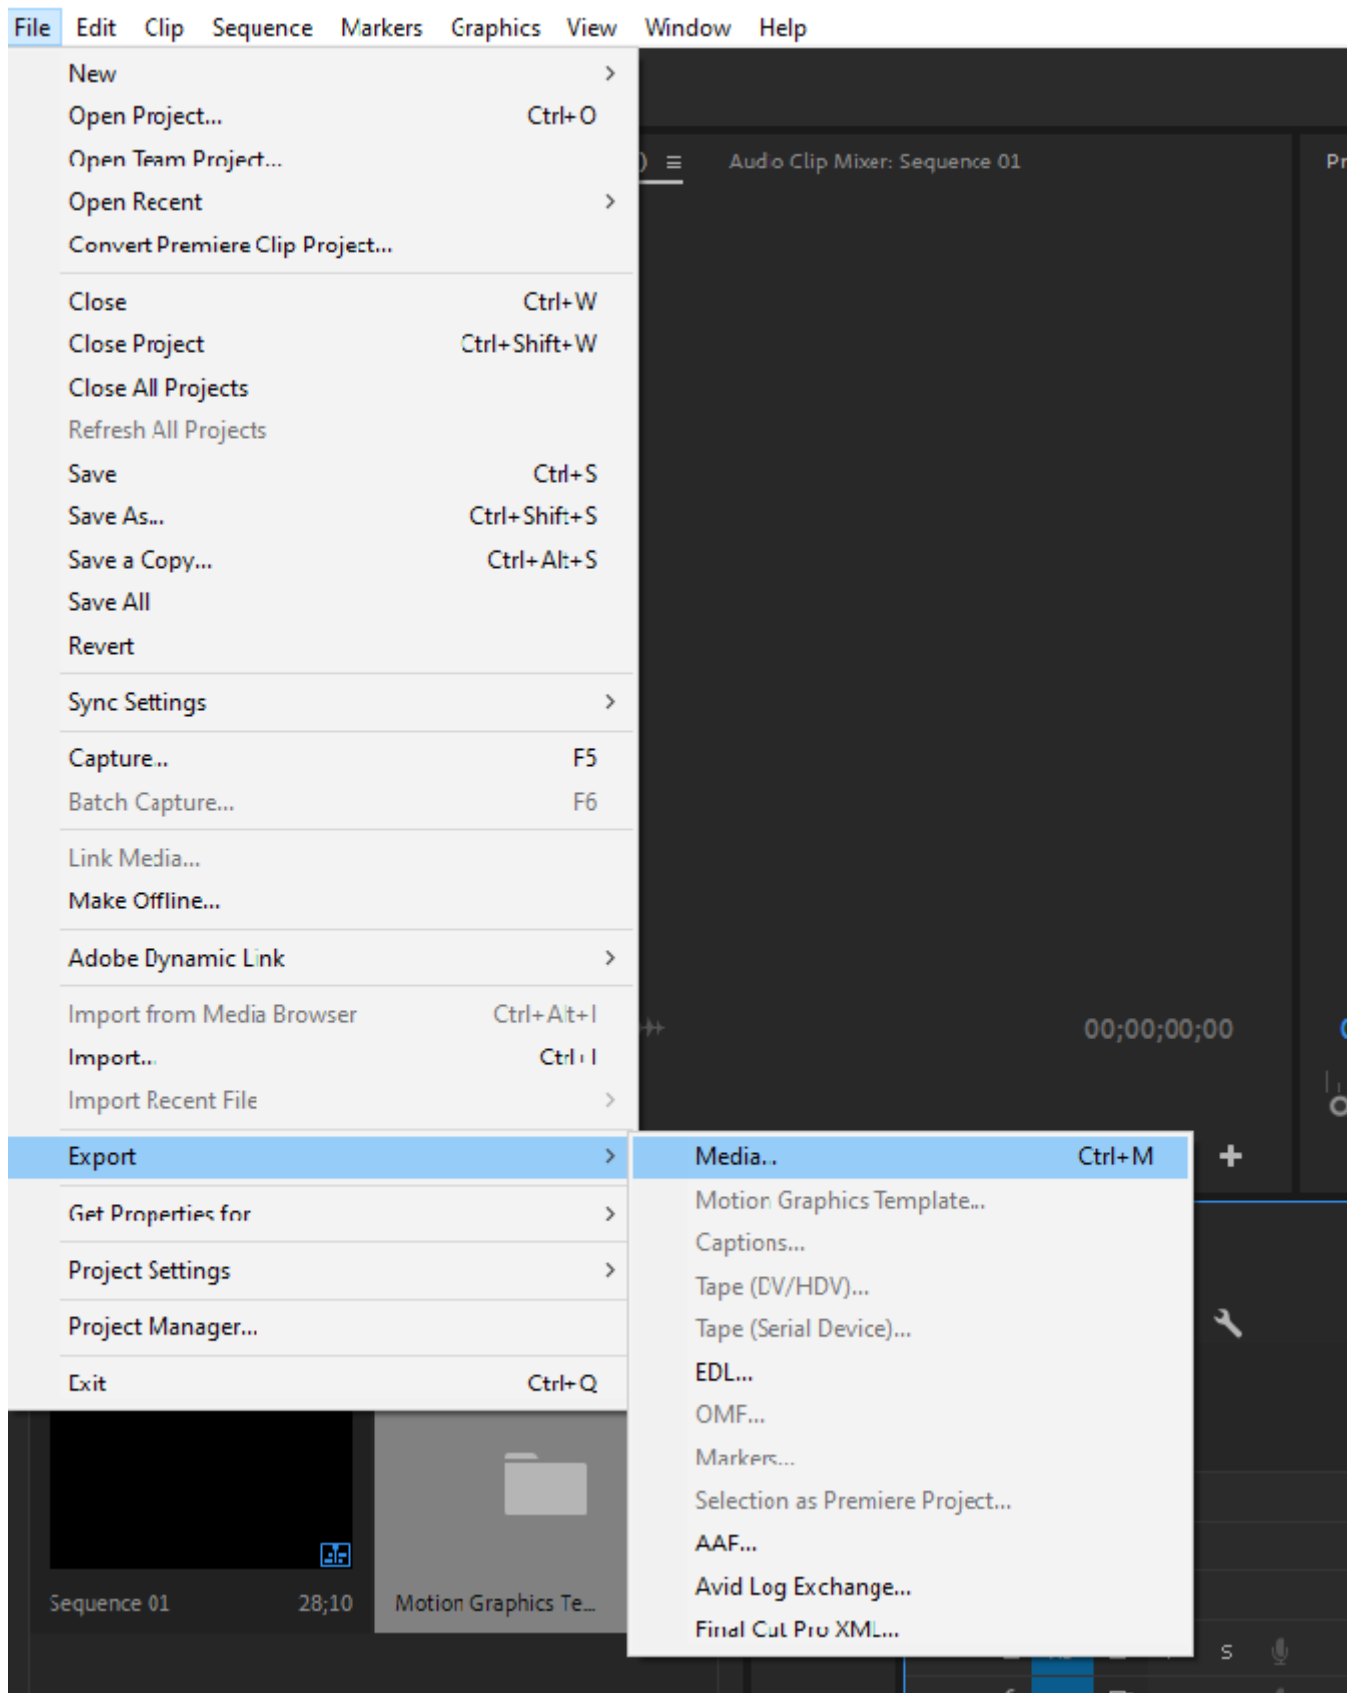 File Edit Clip Sequence Markers Graphics View Window Help
New
Open Project... Ctrl+O
Open Team Project...
Open Recent
Convert Premiere Clip Project...
Close Ctrl+W
Close Project Ctrl+Shift+W
Close All Projects
Refresh All Projects
Save Ctrl+S
Save As... Ctrl+Shift+S
Save a Copy... Ctrl+Alt+S
Save All
Revert
Sync Settings
Capture... F5
Batch Capture... F6
Link Media...
Make Offline...
Adobe Dynamic Link
Import from Media Browser Ctrl+Alt+I
Import... Ctrl+I
Import Recent File
Export
Get Properties for
Project Settings
Project Manager...
Exit Ctrl+Q
Audio Clip Mixer: Sequence 01
00;00;00;00
Media... Ctrl+M
Motion Graphics Template...
Captions...
Tape (DV/HDV)...
Tape (Serial Device)...
EDL...
OMF...
Markers...
Selection as Premiere Project...
AAF...
Avid Log Exchange...
Final Cut Pro XML...
Sequence 01 28;10
Motion Graphics Te...
S